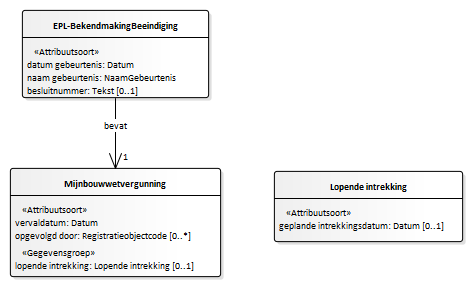 EPL-BekendmakingBeeindiging
«Attribuutsoort»
datum gebeurtenis: Datum
naam gebeurtenis: NaamGebeurtenis
besluitnummer: Tekst [0..1]
bevat
1
Mijnbouwwetvergunning
«Attribuutsoort»
vervaldatum: Datum
opgevolgd door: Registratieobjectcode [0..*]
«Gegevensgroep»
lopende intrekking: Lopende intrekking [0..1]
Lopende intrekking
«Attribuutsoort»
geplande intrekkingsdatum: Datum [0..1]